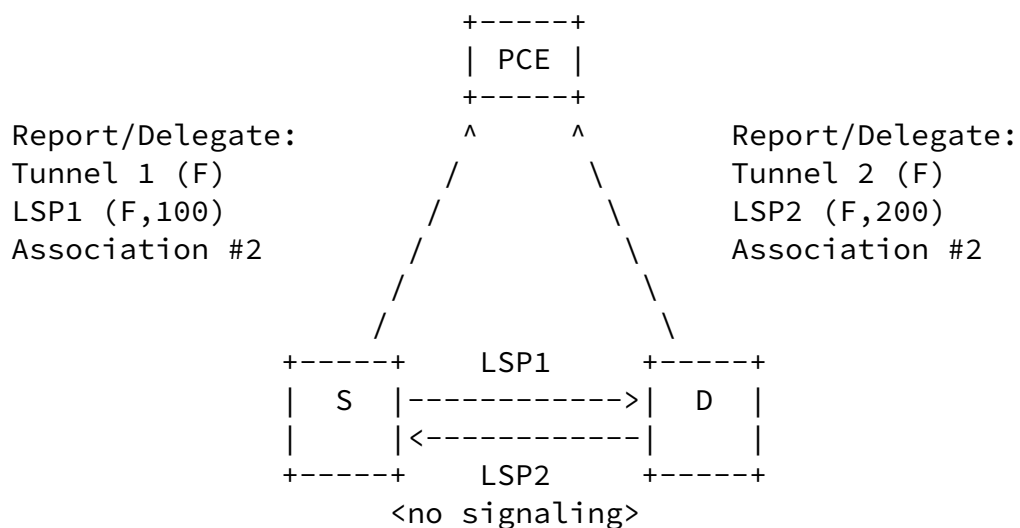 +-----+
                      | PCE |
                      +-----+
Report/Delegate:      ^     ^       Report/Delegate:
Tunnel 1 (F)         /       \      Tunnel 2 (F)
LSP1 (F,100)        /         \     LSP2 (F,200)
Association #2     /           \    Association #2
                  /             \
                 /               \
             +-----+    LSP1    +-----+
             |  S  |----------->|  D  |
             |     |<-----------|     |
             +-----+    LSP2    +-----+
                  <no signaling>